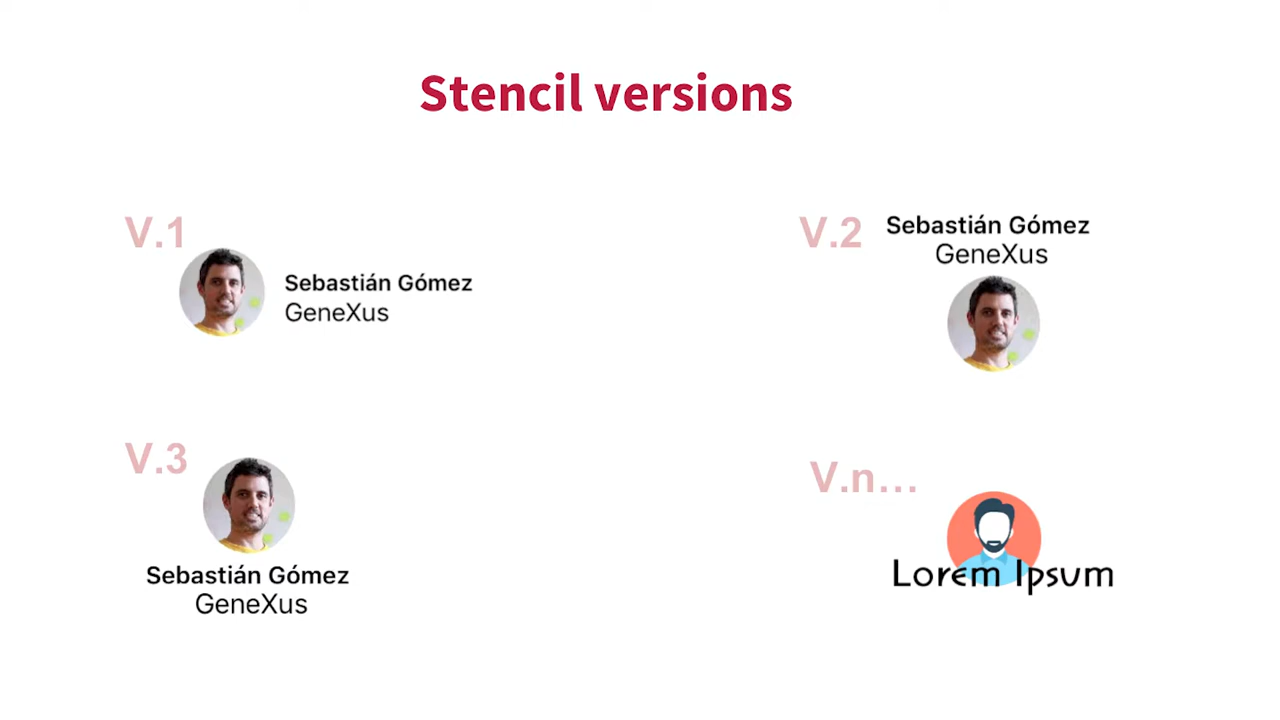 Stencil versions
V.1
Sebastián Gómez
GeneXus
V.2
Sebastián Gómez
GeneXus
V.3
Sebastián Gómez
GeneXus
V.n...
Lorem Ipsum